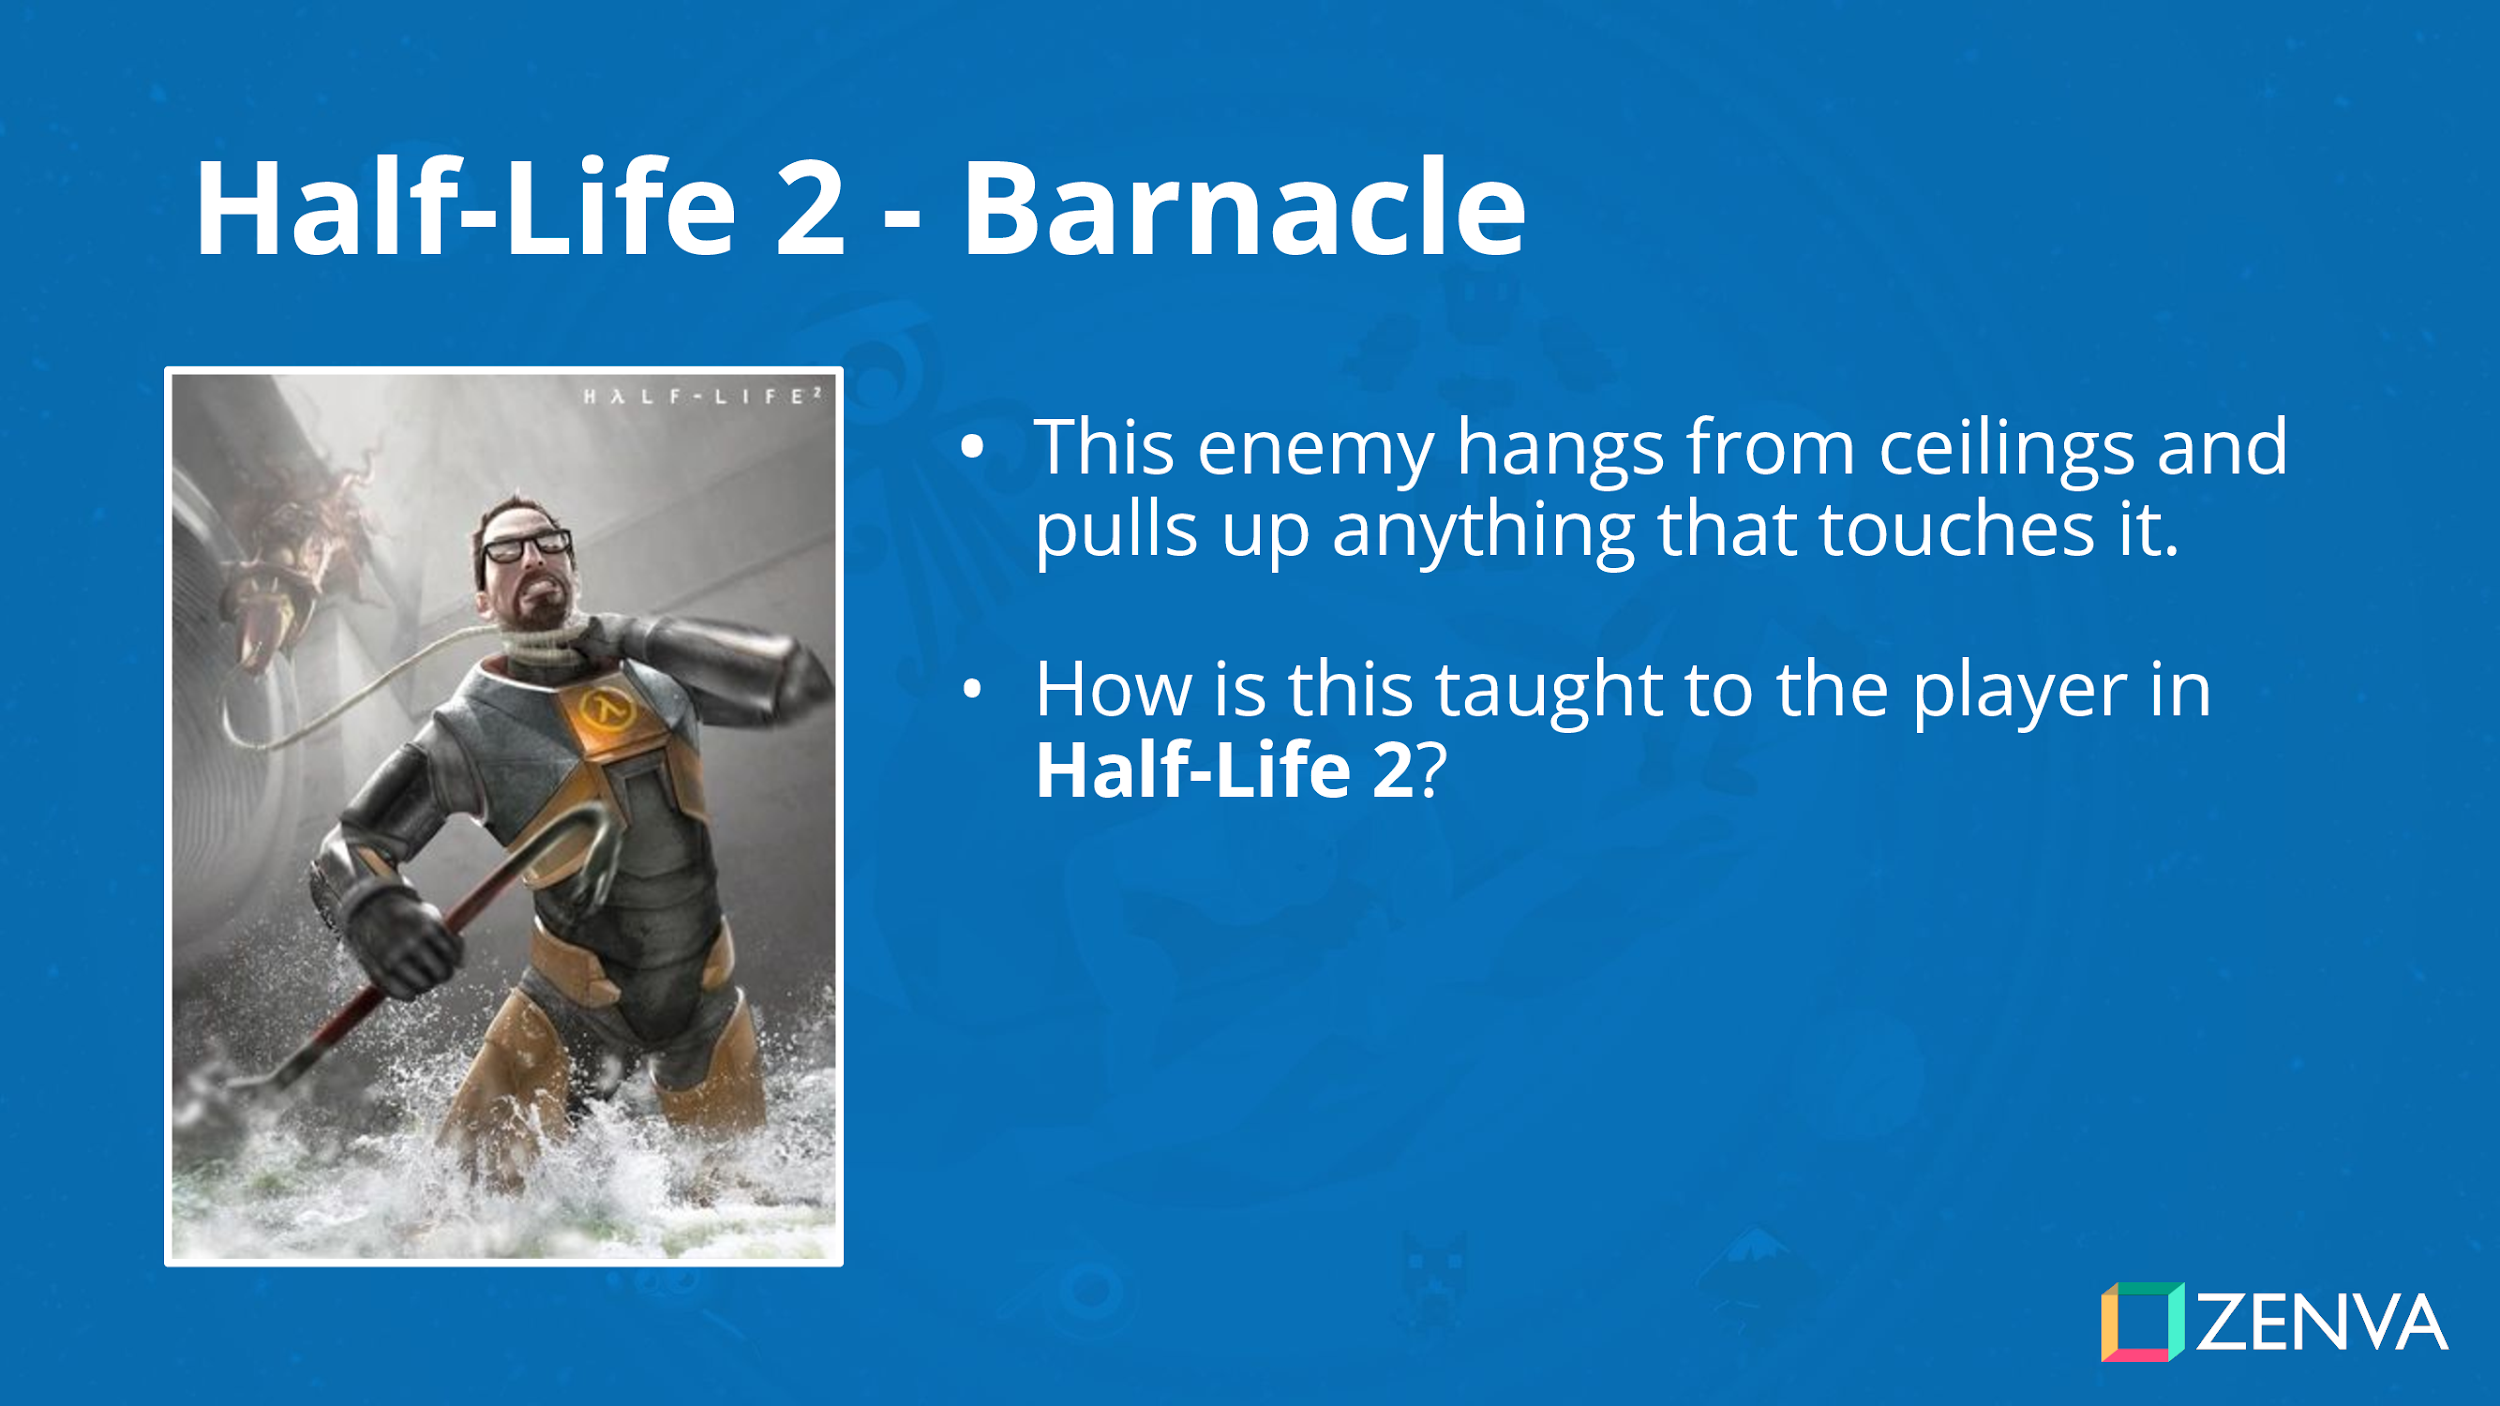 Half-Life 2 - Barnacle
HλLF-LIFE²
• This enemy hangs from ceilings and
pulls up anything that touches it.
• How is this taught to the player in
Half-Life 2?
ZENVA